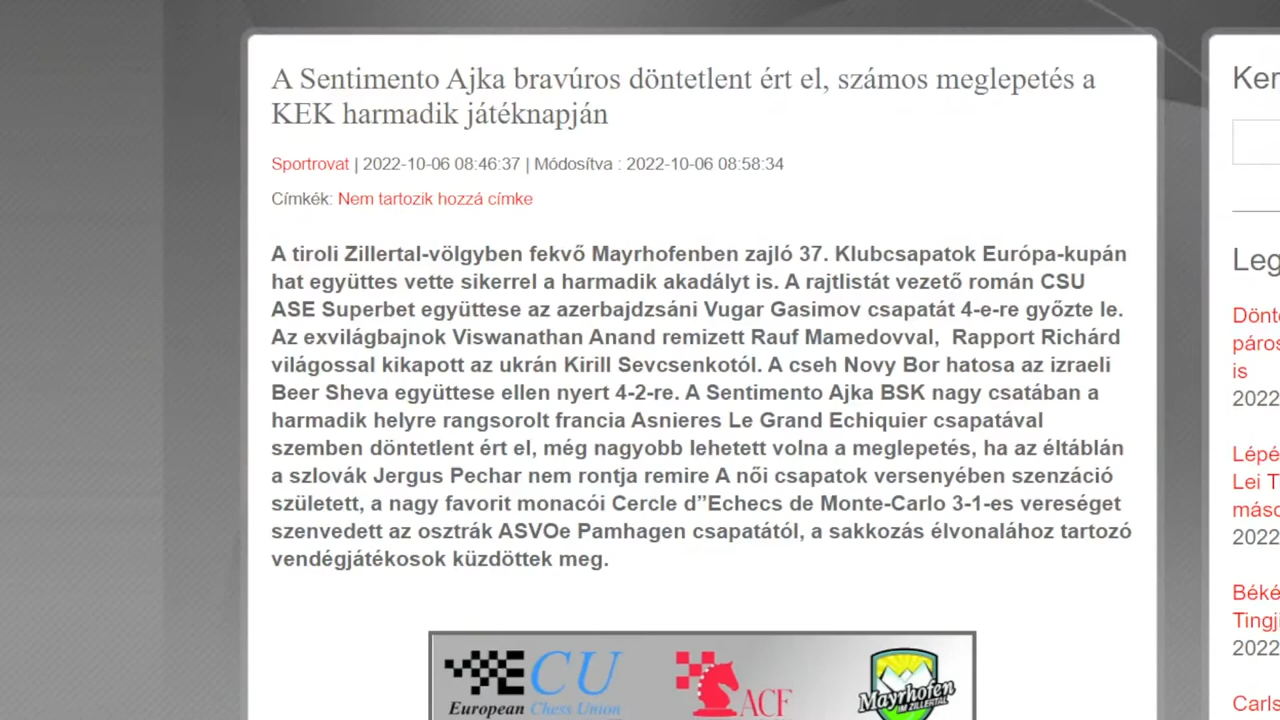 A Sentimento Ajka bravúros döntetlent ért el, számos meglepetés a
KEK harmadik játéknapján
Sportrovat | 2022-10-06 08:46:37 | Módosítva : 2022-10-06 08:58:34
Címkék: Nem tartozik hozzá címke
A tiroli Zillertal-völgyben fekvő Mayrhofenben zajló 37. Klubcsapatok Európa-kupán
hat együttes vette sikerrel a harmadik akadályt is. A rajtlistát vezető román CSU
ASE Superbet együttese az azerbajdzsáni Vugar Gasimov csapatát 4-e-re győzte le.
Az exvilágbajnok Viswanathan Anand remizett Rauf Mamedovval,  Rapport Richárd
világossal kikapott az ukrán Kirill Sevcsenkotól. A cseh Novy Bor hatosa az izraeli
Beer Sheva együttese ellen nyert 4-2-re. A Sentimento Ajka BSK nagy csatában a
harmadik helyre rangsorolt francia Asnieres Le Grand Echiquier csapatával
szemben döntetlent ért el, még nagyobb lehetett volna a meglepetés, ha az éltáblán
a szlovák Jergus Pechar nem rontja remire A női csapatok versenyében szenzáció
született, a nagy favorit monacói Cercle d”Echecs de Monte-Carlo 3-1-es vereséget
szenvedett az osztrák ASVOe Pamhagen csapatától, a sakkozás élvonalához tartozó
vendégjátékosok küzdöttek meg.
ECU
European Chess Union
ACF
Mayrhofen
IM ZILLERTAL
Ker
Leg
Dönt
páros
is
2022
Lépé
Lei T
másc
2022
Béké
Tingji
2022
Carls